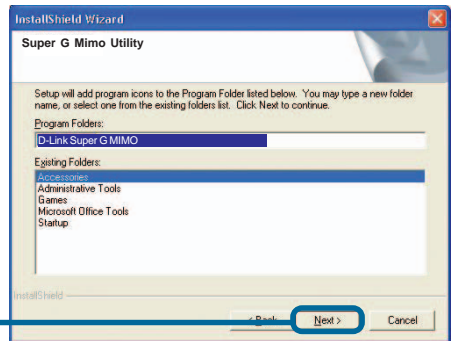 InstallShield Wizard
Super G Mimo Utility
Setup will add program icons to the Program Folder listed below. You may type a new folder
name, or select one from the existing folders list. Click Next to continue.
Program Folders:
D-Link Super G MIMO
Existing Folders:
Accessories
Administrative Tools
Games
Microsoft Office Tools
Startup
InstallShield
< Back Next > Cancel